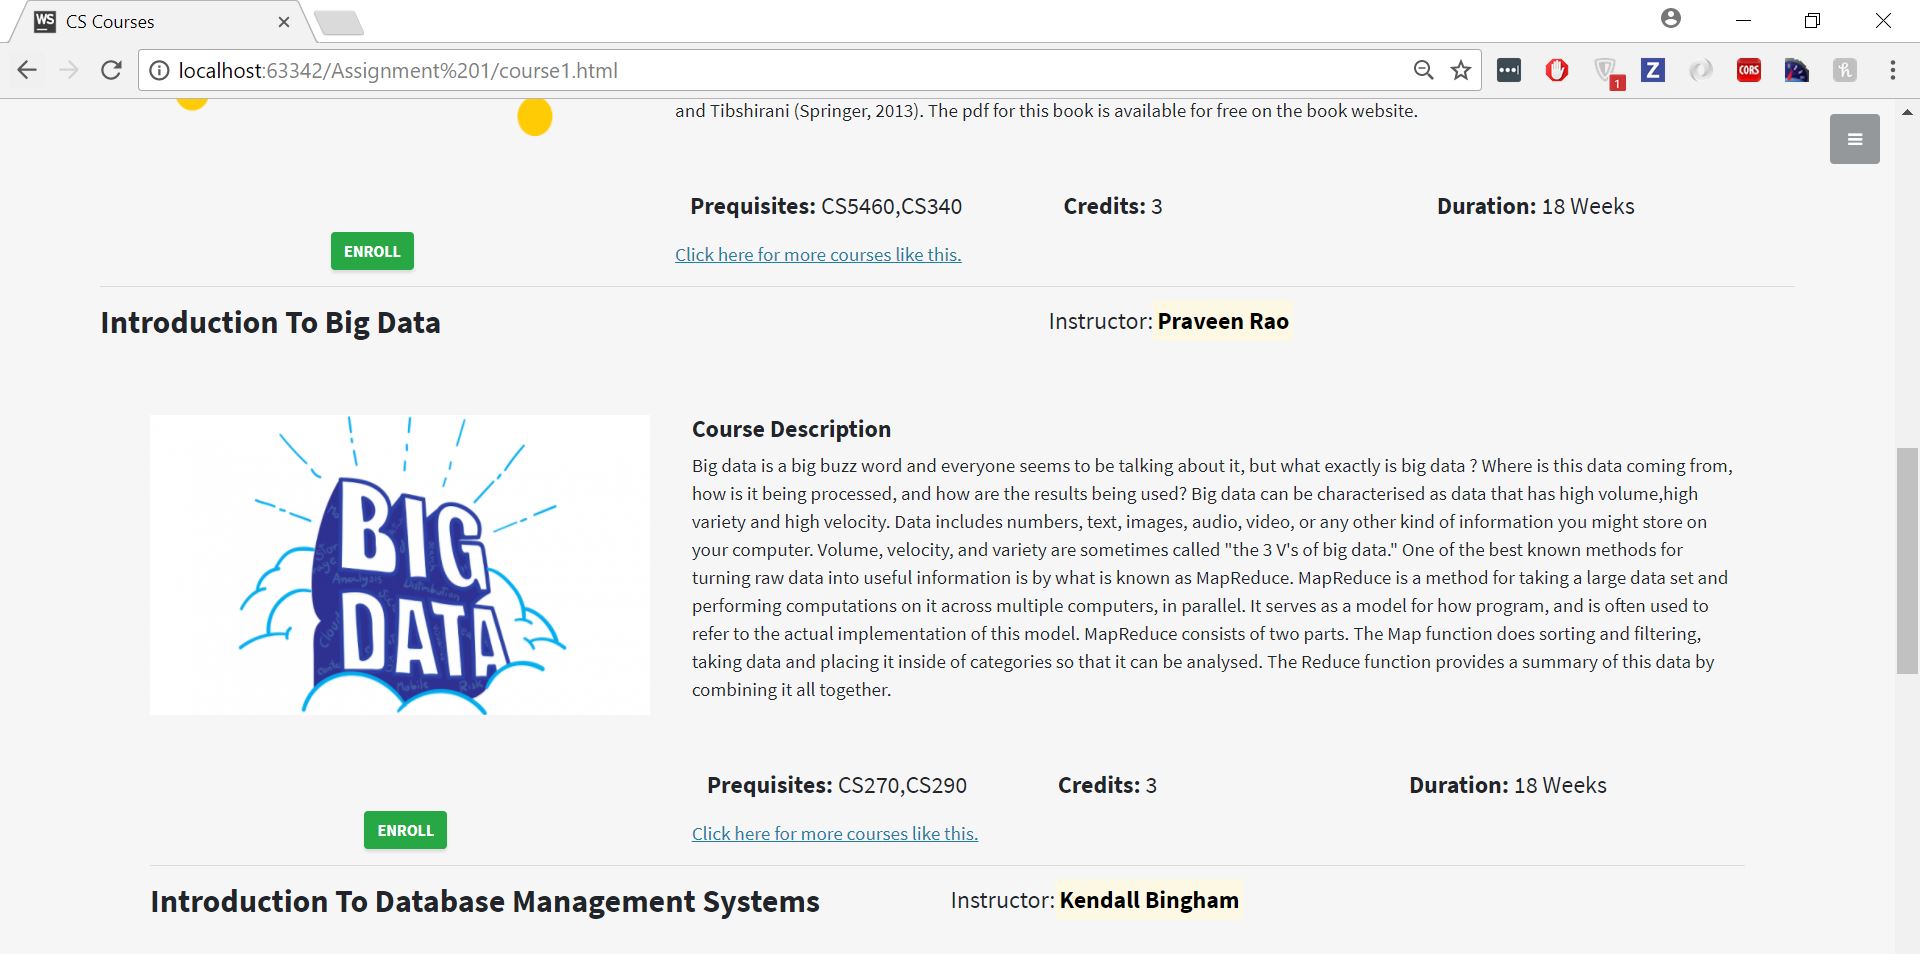 WS CS Courses
localhost:63342/Assignment%201/course1.html
Z
CORS
h
1
and Tibshirani (Springer, 2013). The pdf for this book is available for free on the book website.
Prequisites: CS5460,CS340 Credits: 3 Duration: 18 Weeks
ENROLL
Click here for more courses like this.
Introduction To Big Data Instructor: Praveen Rao
BIG
DATA
Analysis
Distribution
Cloud
Mobile
Risk
Course Description
Big data is a big buzz word and everyone seems to be talking about it, but what exactly is big data ? Where is this data coming from,
how is it being processed, and how are the results being used? Big data can be characterised as data that has high volume,high
variety and high velocity. Data includes numbers, text, images, audio, video, or any other kind of information you might store on
your computer. Volume, velocity, and variety are sometimes called "the 3 V's of big data." One of the best known methods for
turning raw data into useful information is by what is known as MapReduce. MapReduce is a method for taking a large data set and
performing computations on it across multiple computers, in parallel. It serves as a model for how program, and is often used to
refer to the actual implementation of this model. MapReduce consists of two parts. The Map function does sorting and filtering,
taking data and placing it inside of categories so that it can be analysed. The Reduce function provides a summary of this data by
combining it all together.
Prequisites: CS270,CS290 Credits: 3 Duration: 18 Weeks
ENROLL
Click here for more courses like this.
Introduction To Database Management Systems Instructor: Kendall Bingham